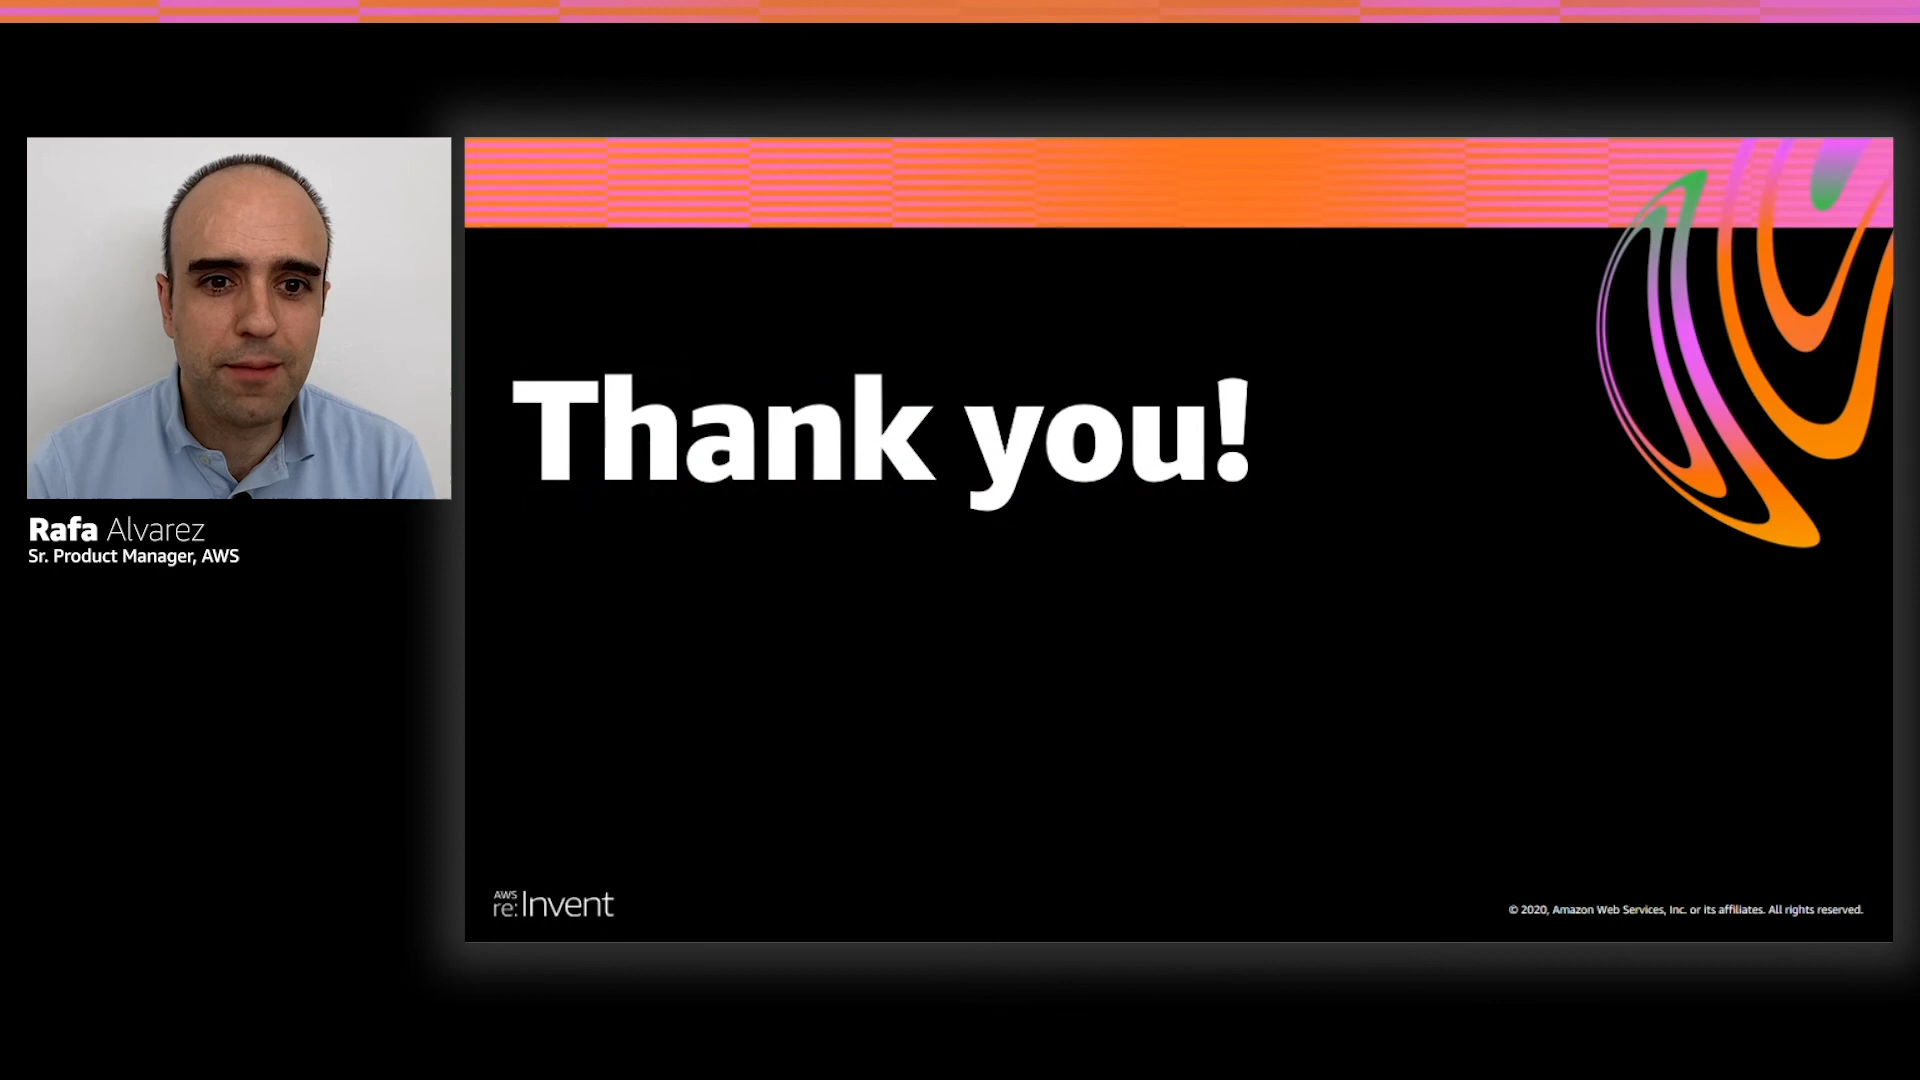 Rafa Alvarez
Sr. Product Manager, AWS
Thank you!
AWS
re:Invent
© 2020, Amazon Web Services, Inc. or its affiliates. All rights reserved.